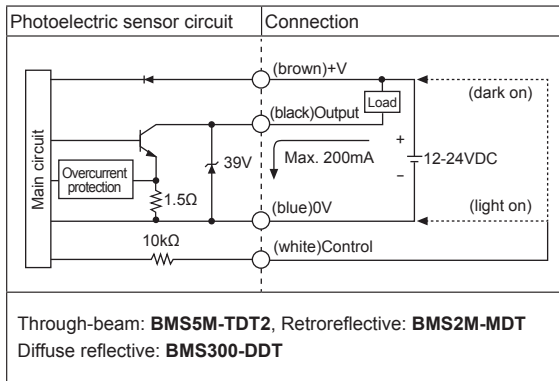 Photoelectric sensor circuit
Connection
(brown)+V
(dark on)
Load
(black)Output
Main circuit
Max. 200mA
+
12-24VDC
−
39V
Overcurrent
protection
1.5Ω
(blue)0V
(light on)
10kΩ
(white)Control
Through-beam: BMS5M-TDT2, Retroreflective: BMS2M-MDT
Diffuse reflective: BMS300-DDT